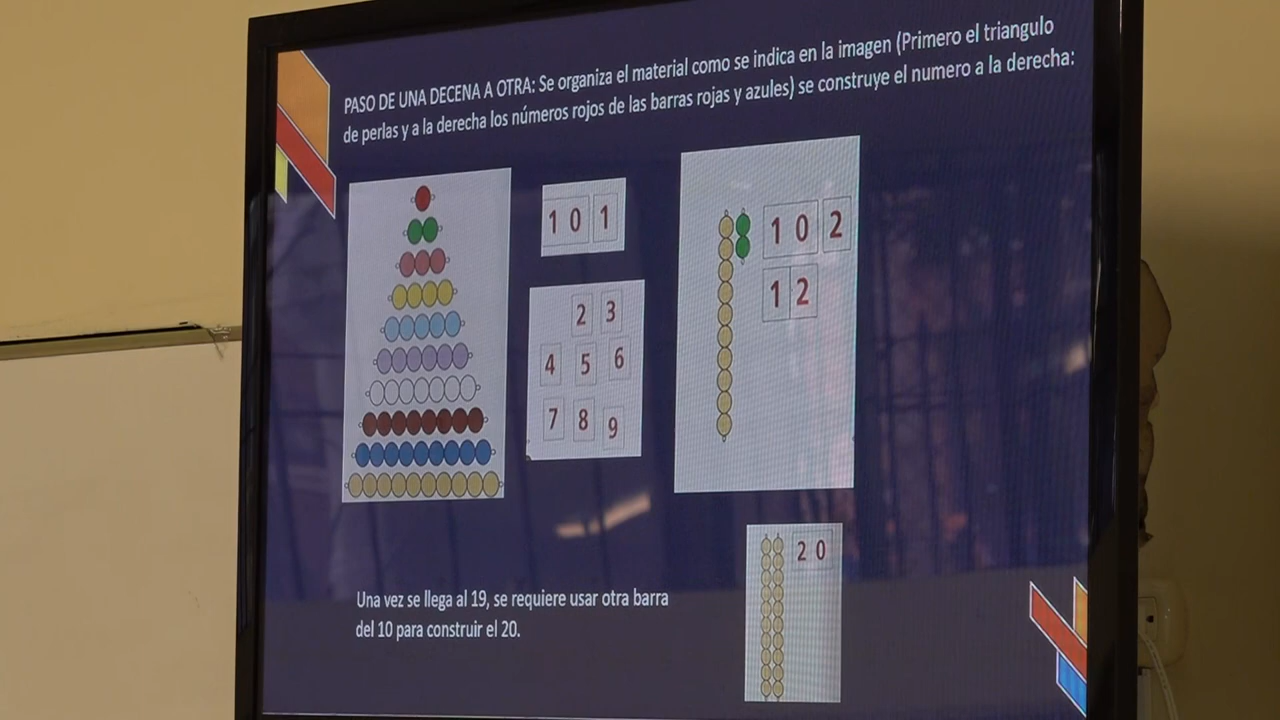 PASO DE UNA DECENA A OTRA: Se organiza el material como se indica en la imagen (Primero el triangulo
de perlas y a la derecha los números rojos de las barras rojas y azules) se construye el numero a la derecha:
1 0 1
2 3
4 5 6
7 8 9
1 0 2
1 2
Una vez se llega al 19, se requiere usar otra barra
del 10 para construir el 20.
2 0